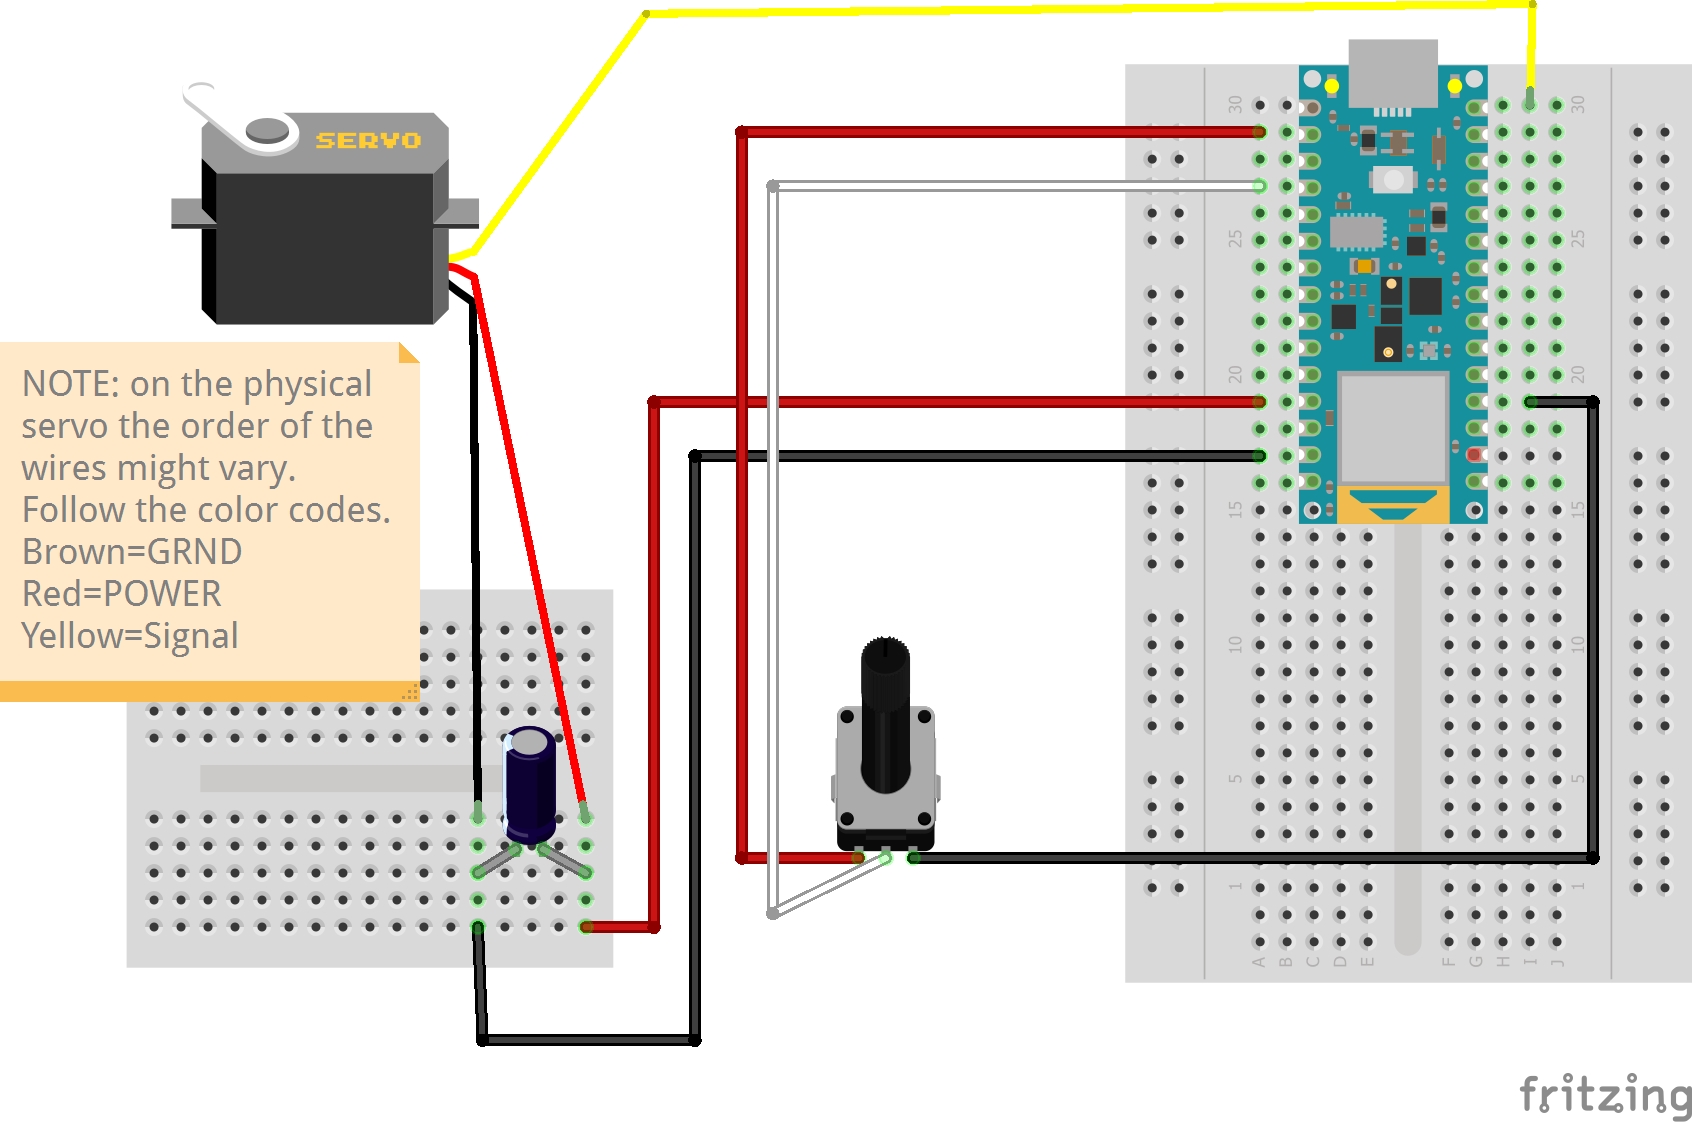 SERVO
NOTE: on the physical
servo the order of the
wires might vary.
Follow the color codes.
Brown=GRND
Red=POWER
Yellow=Signal
30 30
25 25
20 20
15 15
10 10
5 5
1 1
A B C D E F G H I J
fritzing